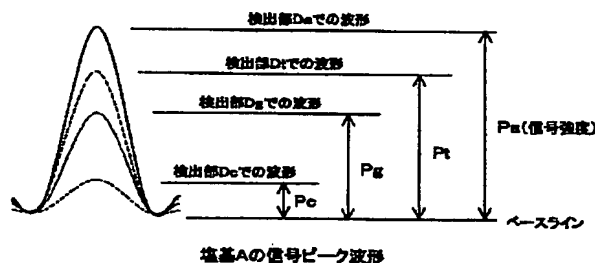 検出部Daでの波形
検出部Dtでの波形
検出部Dgでの波形
Pa(信号強度)
Pt
Pg
検出部Dcでの波形
Pc
ベースライン
塩基Aの信号ピーク波形